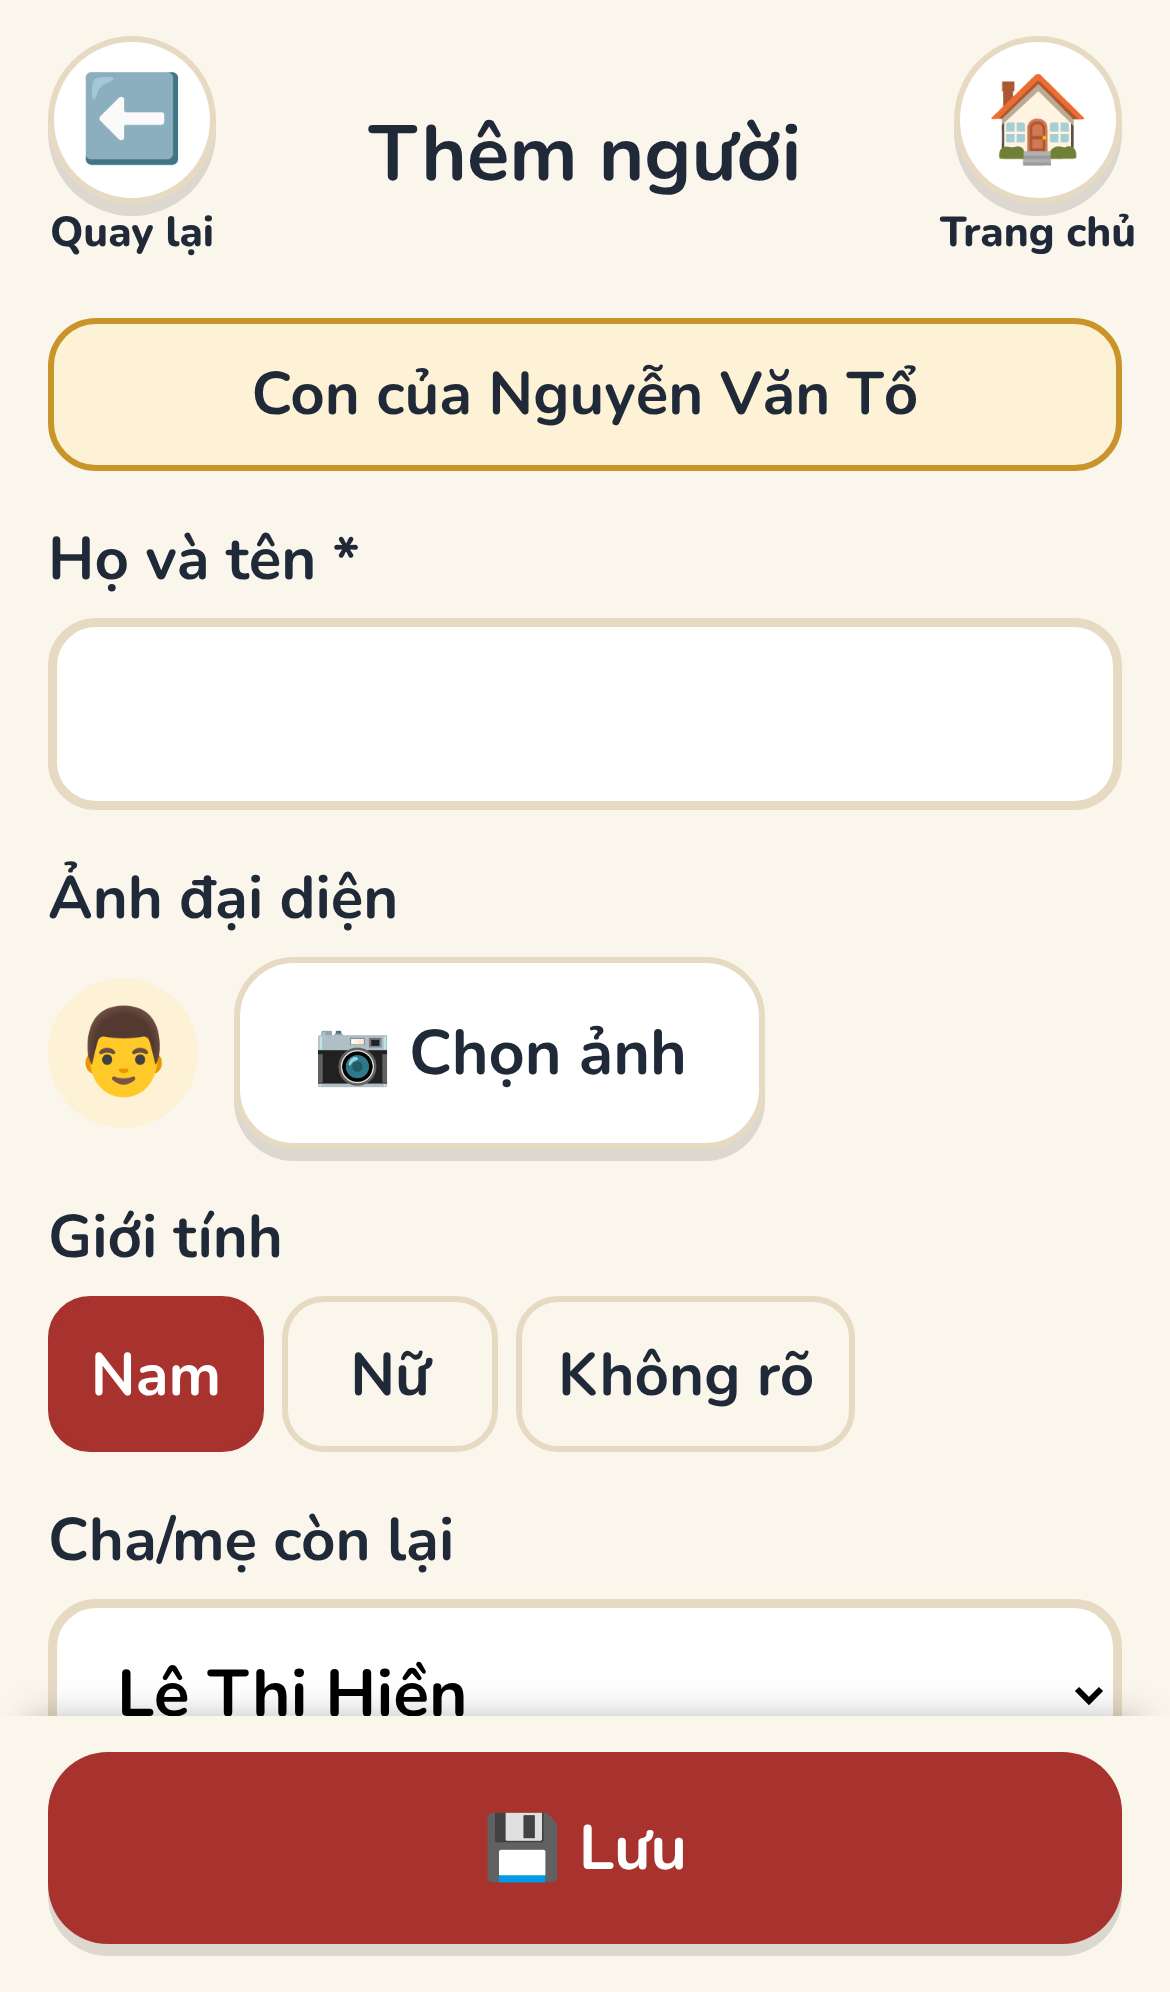 Thêm người
Quay lại
Trang chủ
Con của Nguyễn Văn Tổ
Họ và tên *
Ảnh đại diện
Chọn ảnh
Giới tính
Nam
Nữ
Không rõ
Cha/mẹ còn lại
Lê Thị Hiền
Lưu